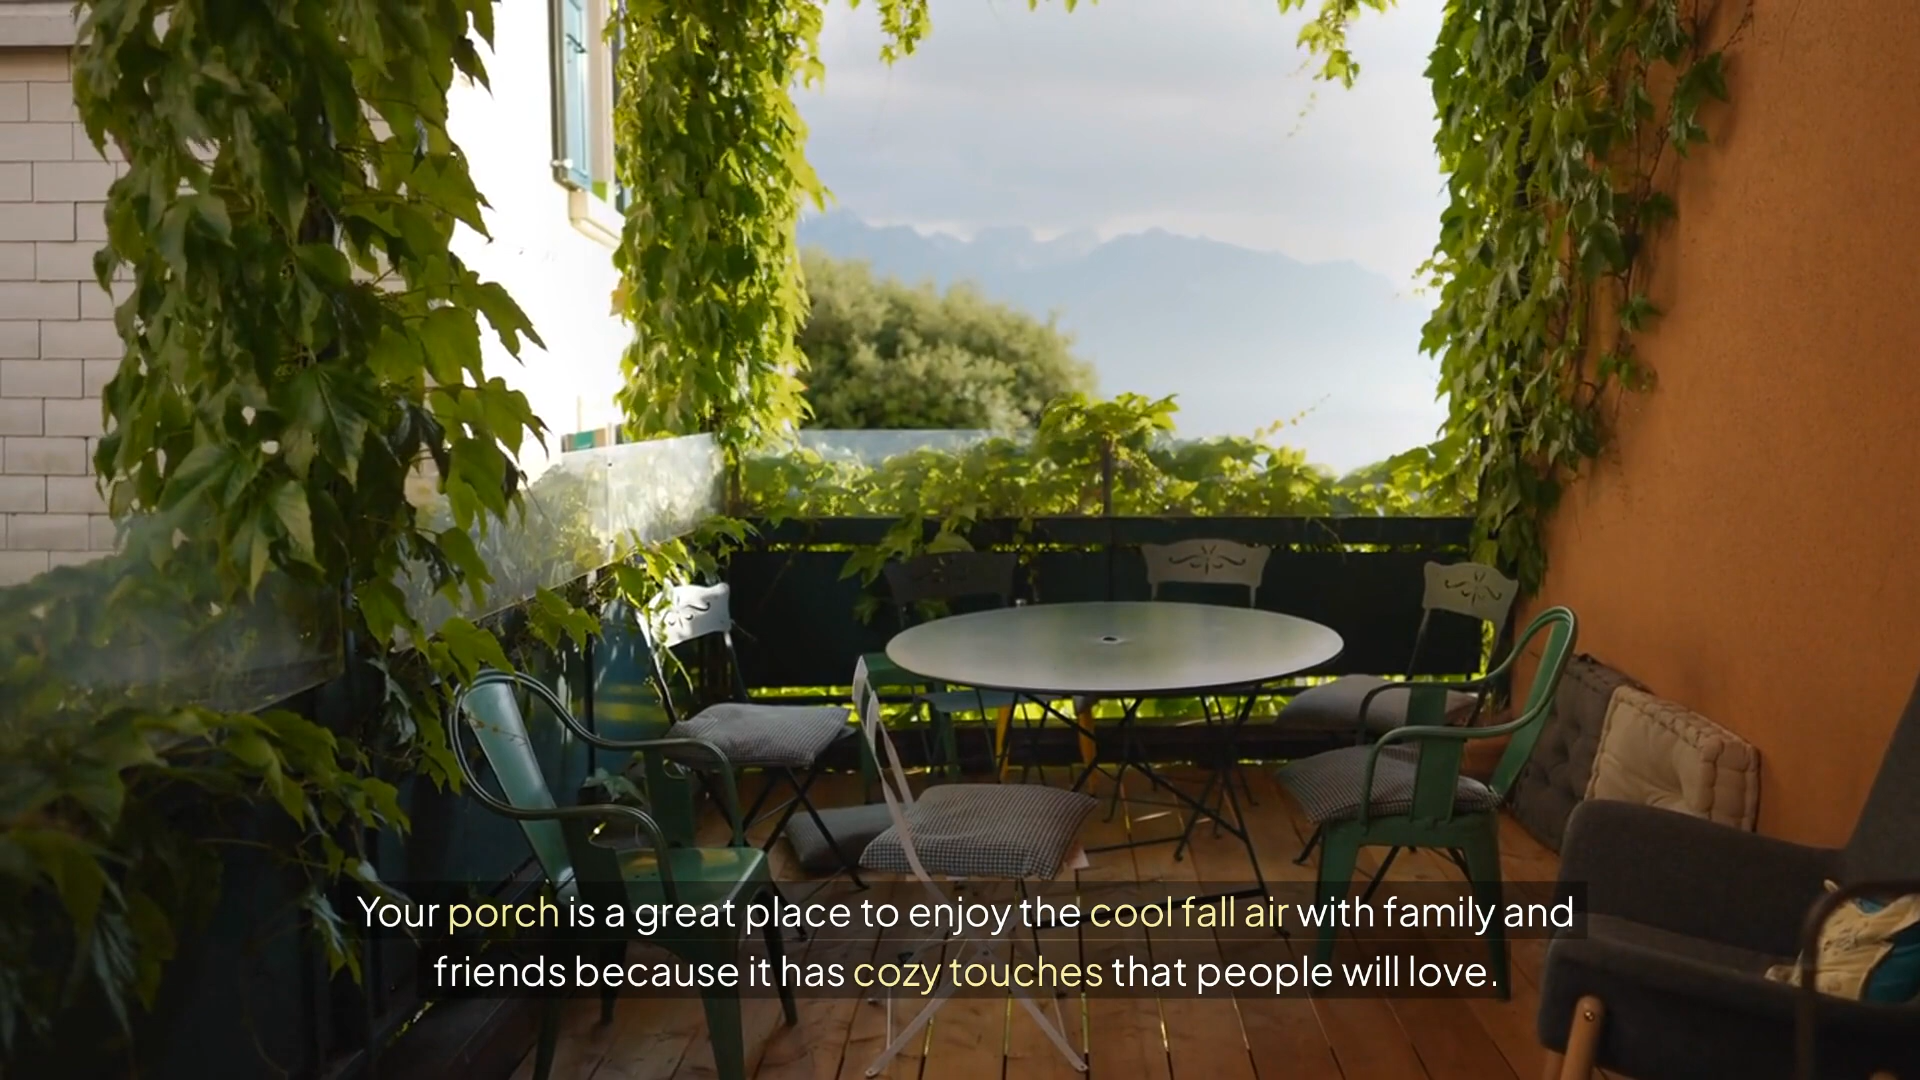 Your porch is a great place to enjoy the cool fall air with family and
friends because it has cozy touches that people will love.